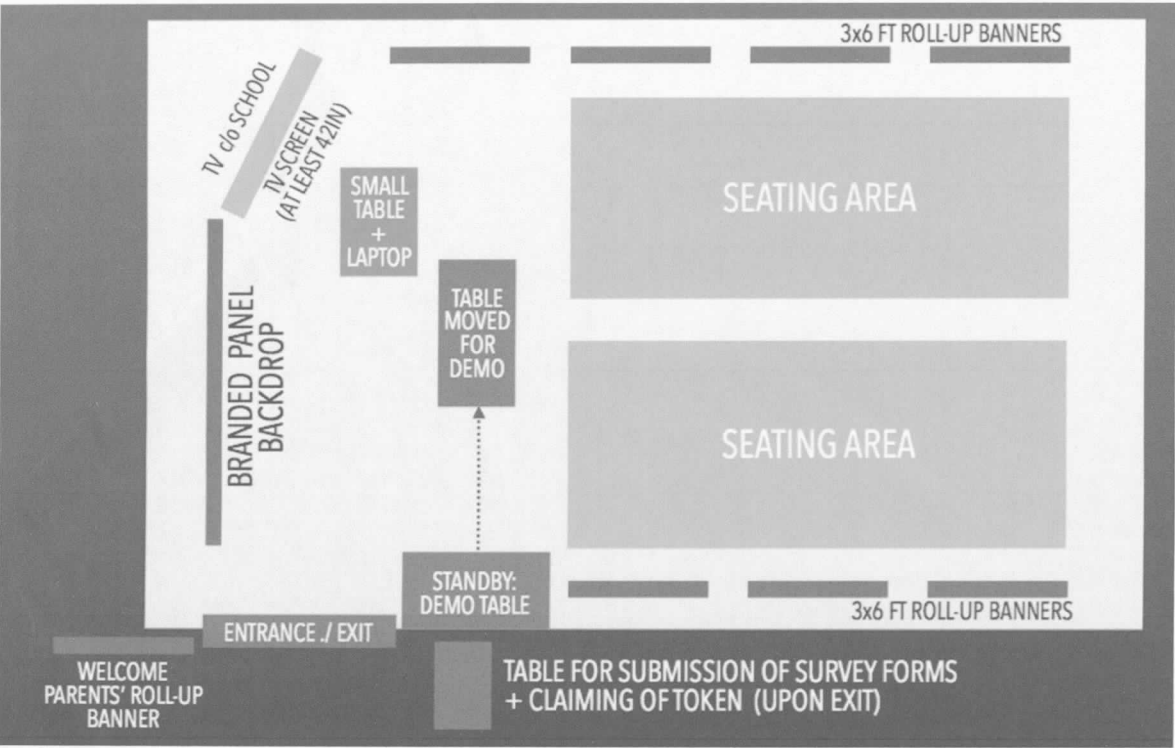 3x6 FT ROLL-UP BANNERS
TV c/o SCHOOL
TV SCREEN
(AT LEAST 42IN)
SMALL
TABLE
+
LAPTOP
SEATING AREA
TABLE
MOVED
FOR
DEMO
BRANDED PANEL
BACKDROP
SEATING AREA
STANDBY:
DEMO TABLE
3x6 FT ROLL-UP BANNERS
ENTRANCE ./ EXIT
WELCOME
PARENTS' ROLL-UP
BANNER
TABLE FOR SUBMISSION OF SURVEY FORMS
+ CLAIMING OF TOKEN (UPON EXIT)